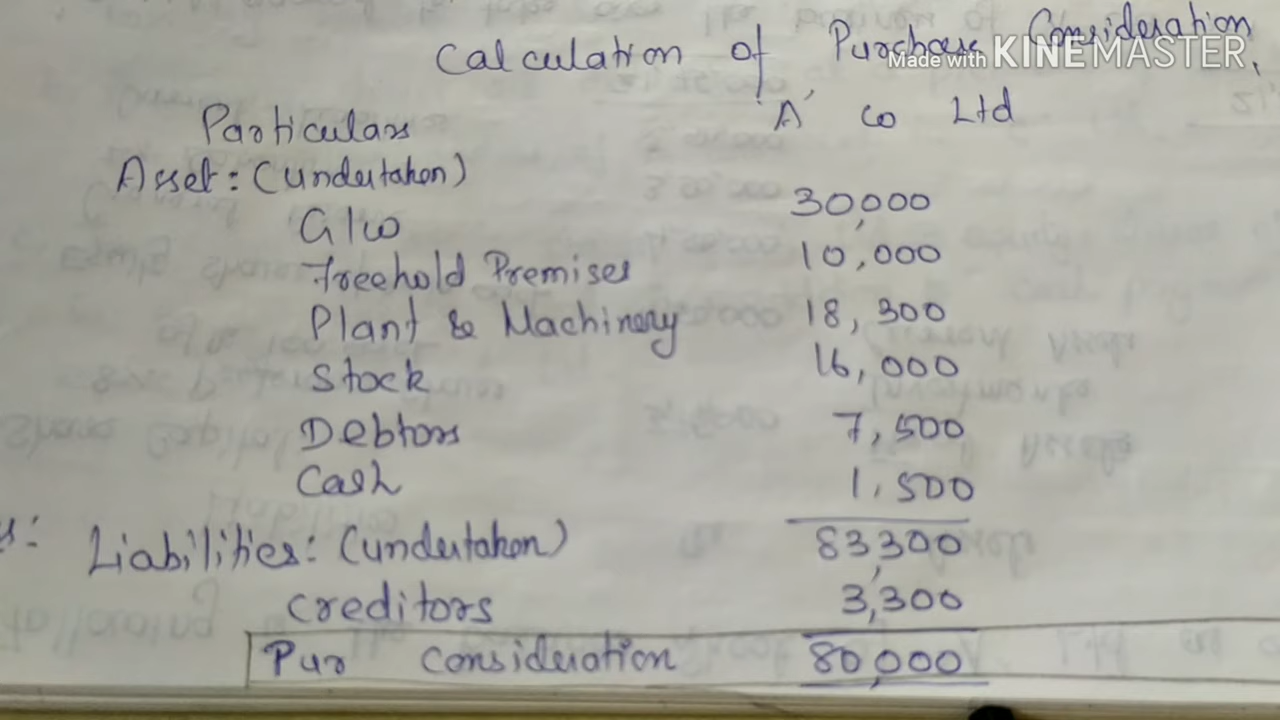 Calculation of Purchase Consideration
Made with KINEMASTER
Particulars 'A' Co Ltd
Asset: (undertaken)
G/w 30,000
Freehold Premises 10,000
Plant & Machinery 18,300
Stock 16,000
Debtors 7,500
Cash 1,500
Liabilities: (undertaken) 83,300
Creditors 3,300
Pur consideration 80,000